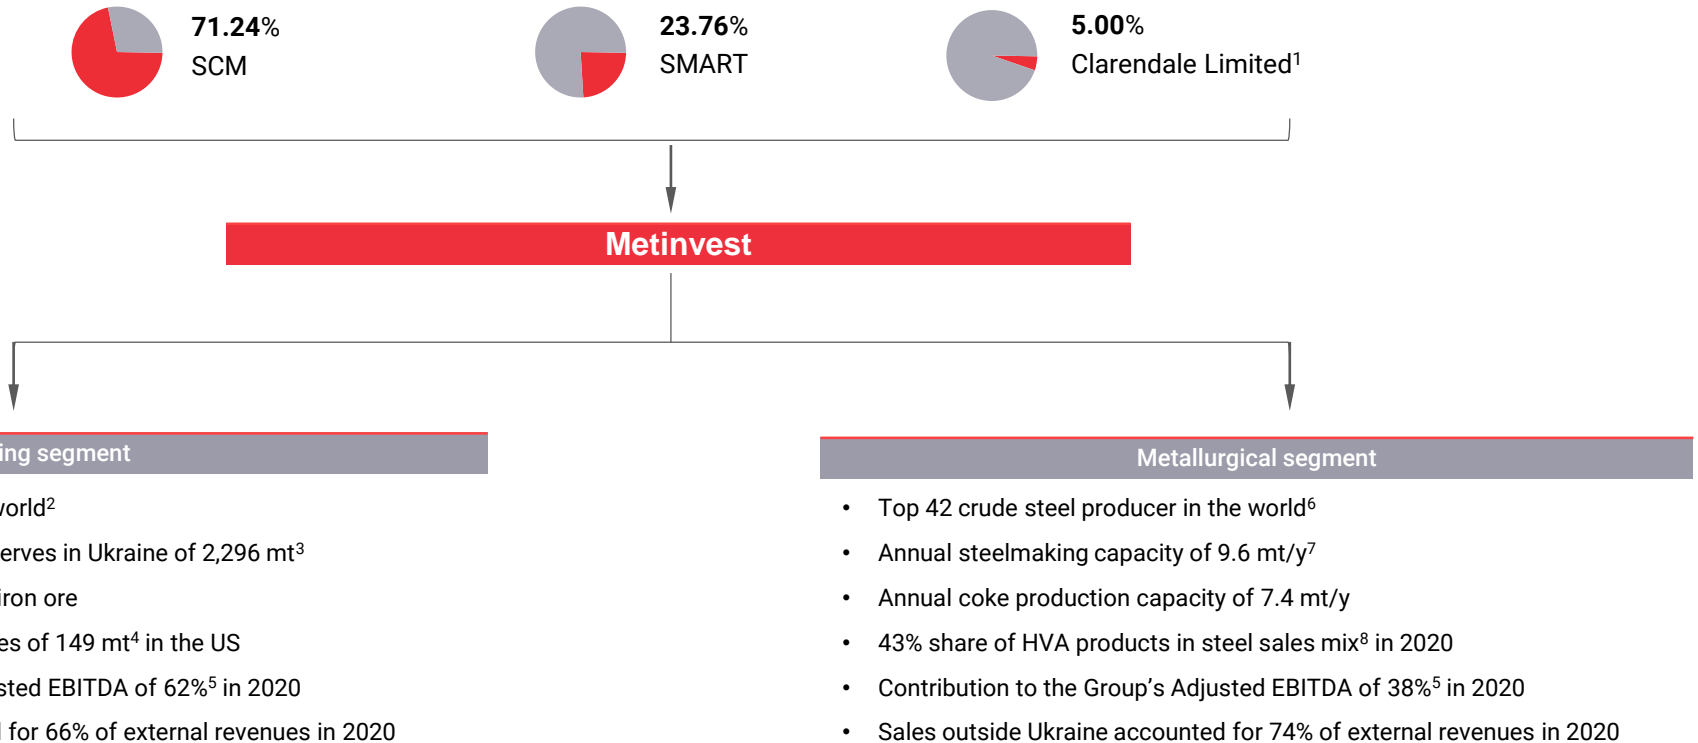 71.24%
SCM
23.76%
SMART
5.00%
Clarendale Limited¹
Metinvest
ing segment
Metallurgical segment
world²
erves in Ukraine of 2,296 mt³
iron ore
es of 149 mt⁴ in the US
sted EBITDA of 62%⁵ in 2020
for 66% of external revenues in 2020
• Top 42 crude steel producer in the world⁶
• Annual steelmaking capacity of 9.6 mt/y⁷
• Annual coke production capacity of 7.4 mt/y
• 43% share of HVA products in steel sales mix⁸ in 2020
• Contribution to the Group’s Adjusted EBITDA of 38%⁵ in 2020
• Sales outside Ukraine accounted for 74% of external revenues in 2020